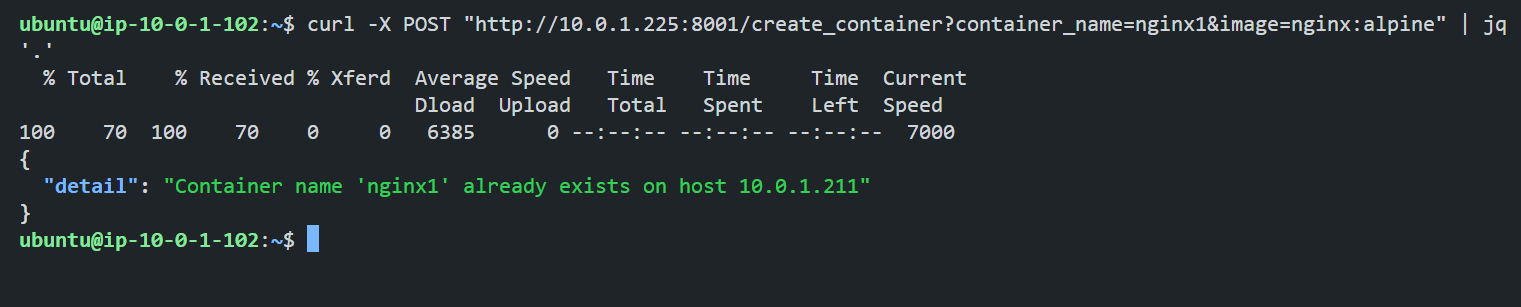 ubuntu@ip-10-0-1-102:~$ curl -X POST "http://10.0.1.225:8001/create_container?container_name=nginx1&image=nginx:alpine" | jq
'.'
  % Total    % Received % Xferd  Average Speed   Time    Time     Time  Current
                                 Dload  Upload   Total   Spent    Left  Speed
100    70  100    70    0     0   6385      0 --:--:-- --:--:-- --:--:--  7000
{
  "detail": "Container name 'nginx1' already exists on host 10.0.1.211"
}
ubuntu@ip-10-0-1-102:~$